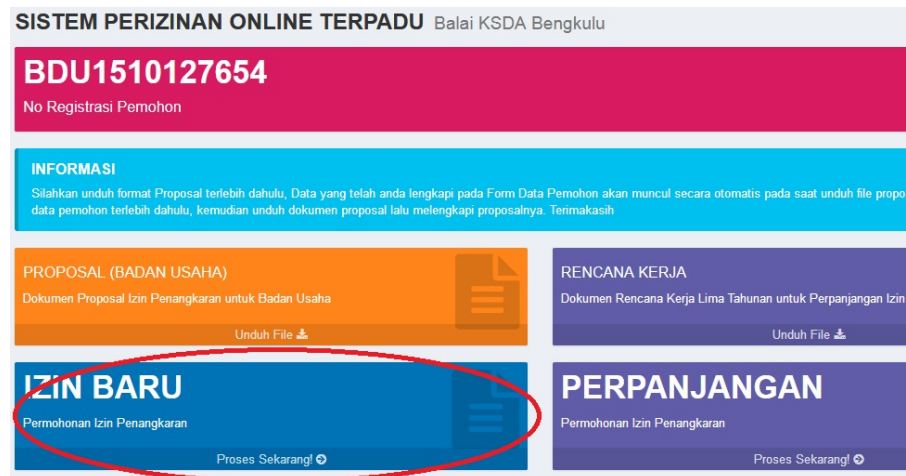 SISTEM PERIZINAN ONLINE TERPADU Balai KSDA Bengkulu
BDU1510127654
No Registrasi Pemohon
INFORMASI
Silahkan unduh format Proposal terlebih dahulu, Data yang telah anda lengkapi pada Form Data Pemohon akan muncul secara otomatis pada saat unduh file propo
data pemohon terlebih dahulu, kemudian unduh dokumen proposal lalu melengkapi proposalnya. Terimakasih
PROPOSAL (BADAN USAHA)
Dokumen Proposal Izin Penangkaran untuk Badan Usaha
Unduh File
RENCANA KERJA
Dokumen Rencana Kerja Lima Tahunan untuk Perpanjangan Izin
Unduh File
IZIN BARU
Permohonan Izin Penangkaran
Proses Sekarang!
PERPANJANGAN
Permohonan Izin Penangkaran
Proses Sekarang!